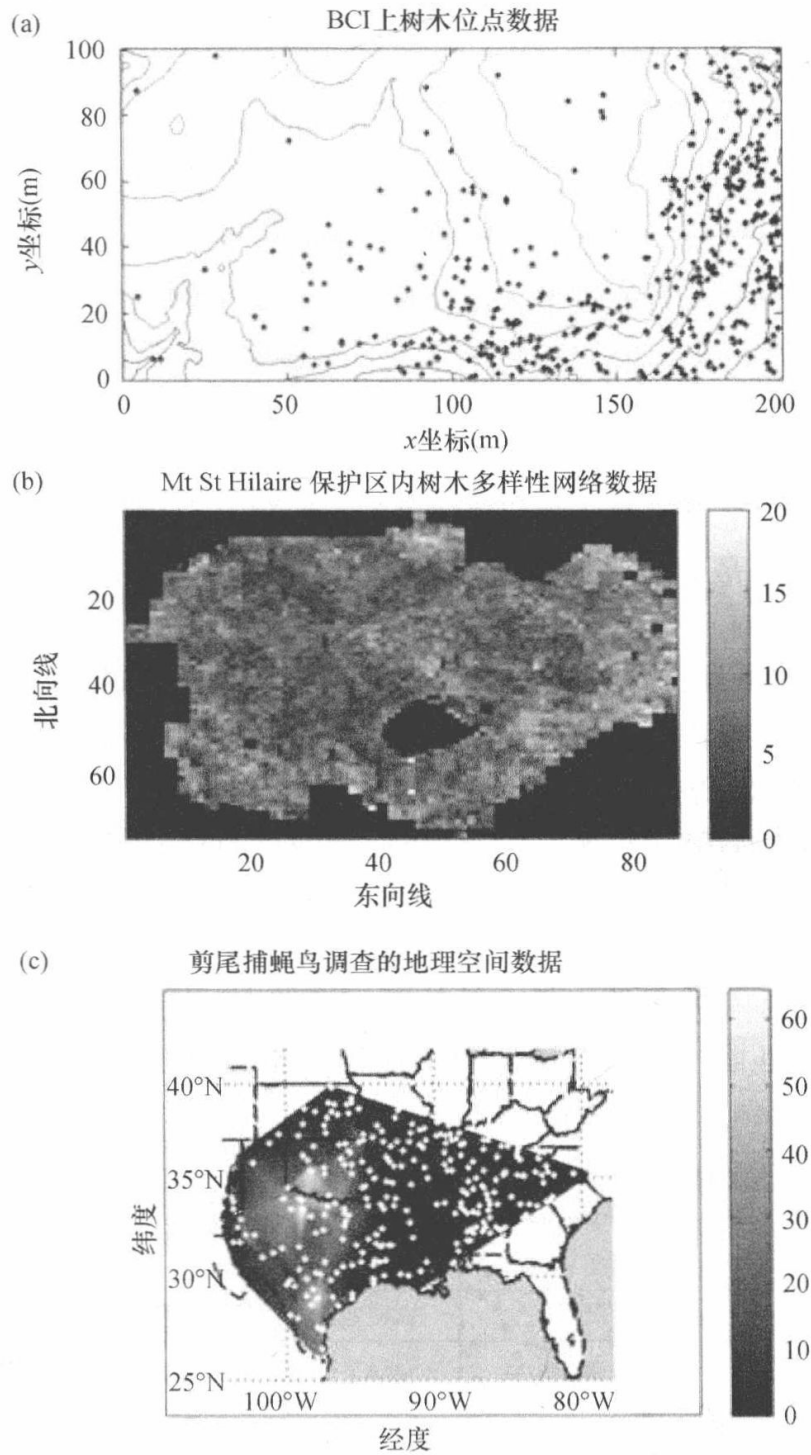 (a)
BCI上树木位点数据
100
80
60
40
20
0
y坐标(m)
0 50 100 150 200
x坐标(m)
(b)
Mt St Hilaire 保护区内树木多样性网络数据
20
40
60
北向线
20 40 60 80
东向线
20
15
10
5
0
(c)
剪尾捕蝇鸟调查的地理空间数据
40°N
35°N
30°N
25°N
纬度
100°W 90°W 80°W
经度
60
50
40
30
20
10
0